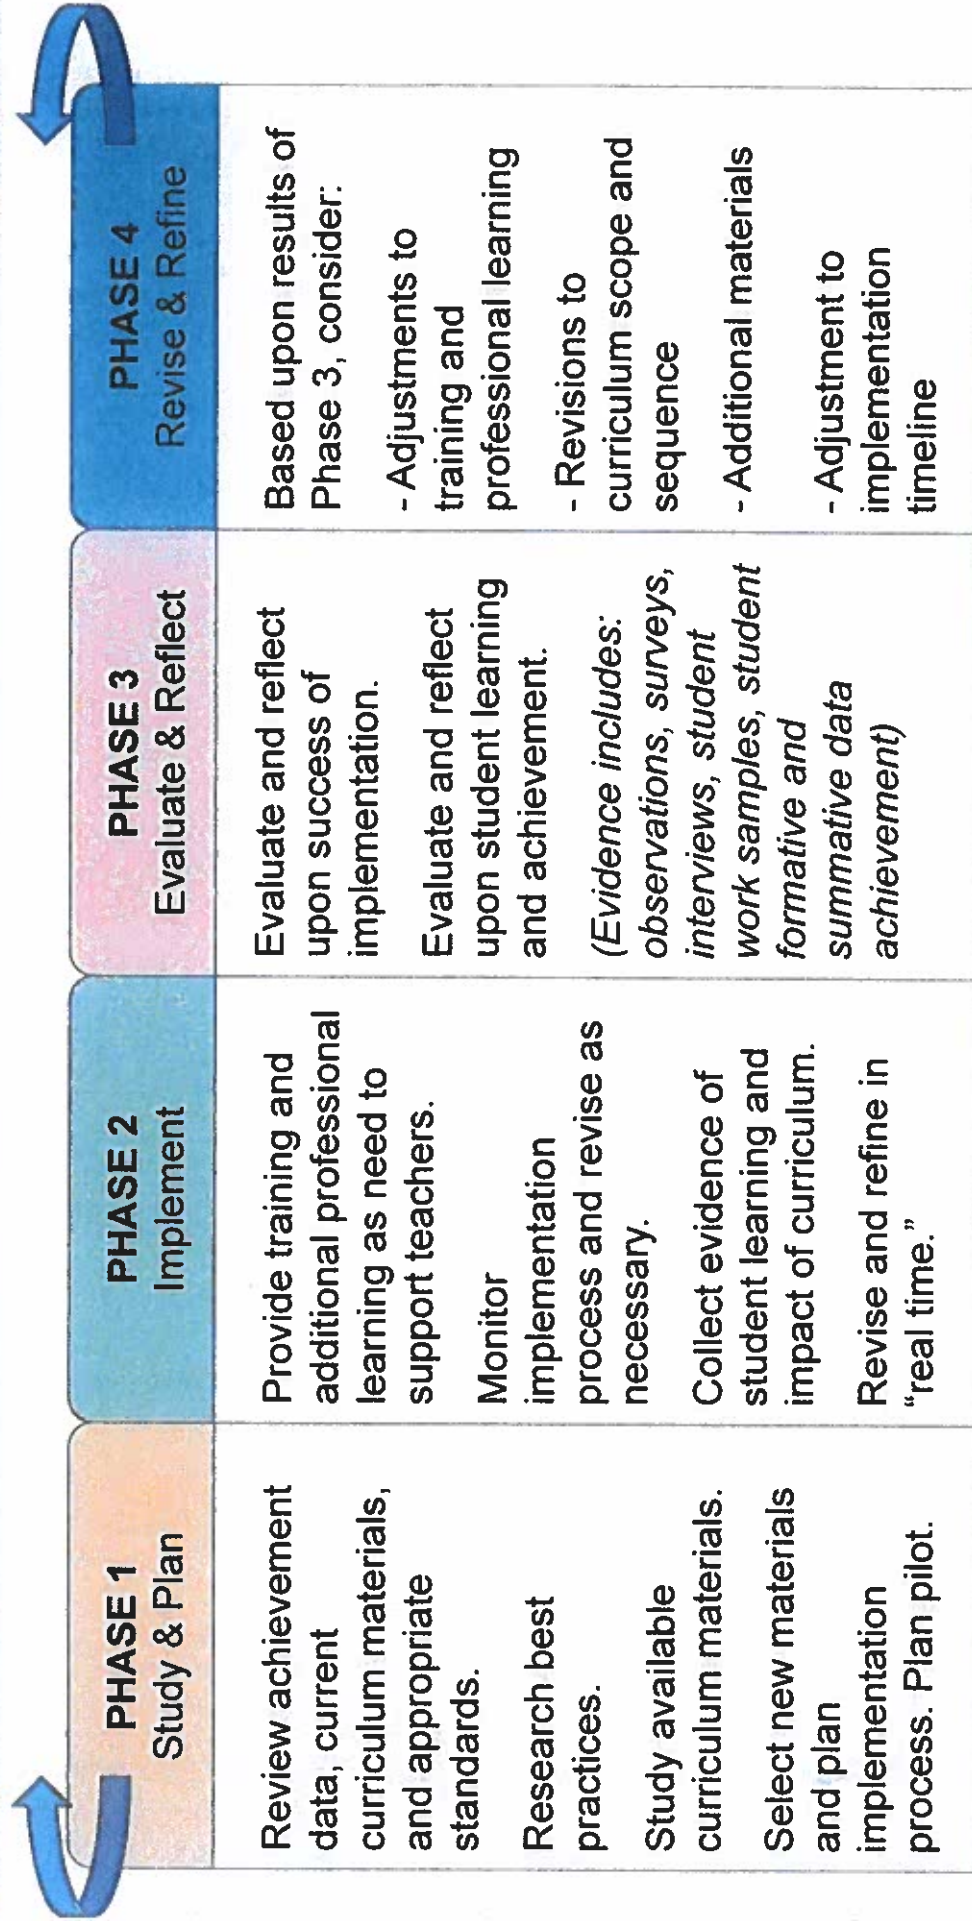 PHASE 1
Study & Plan
Review achievement
data, current
curriculum materials,
and appropriate
standards.
Research best
practices.
Study available
curriculum materials.
Select new materials
and plan
implementation
process. Plan pilot.
PHASE 2
Implement
Provide training and
additional professional
learning as need to
support teachers.
Monitor
implementation
process and revise as
necessary.
Collect evidence of
student learning and
impact of curriculum.
Revise and refine in
“real time.”
PHASE 3
Evaluate & Reflect
Evaluate and reflect
upon success of
implementation.
Evaluate and reflect
upon student learning
and achievement.
(Evidence includes:
observations, surveys,
interviews, student
work samples, student
formative and
summative data
achievement)
PHASE 4
Revise & Refine
Based upon results of
Phase 3, consider:
- Adjustments to
training and
professional learning
- Revisions to
curriculum scope and
sequence
- Additional materials
- Adjustment to
implementation
timeline